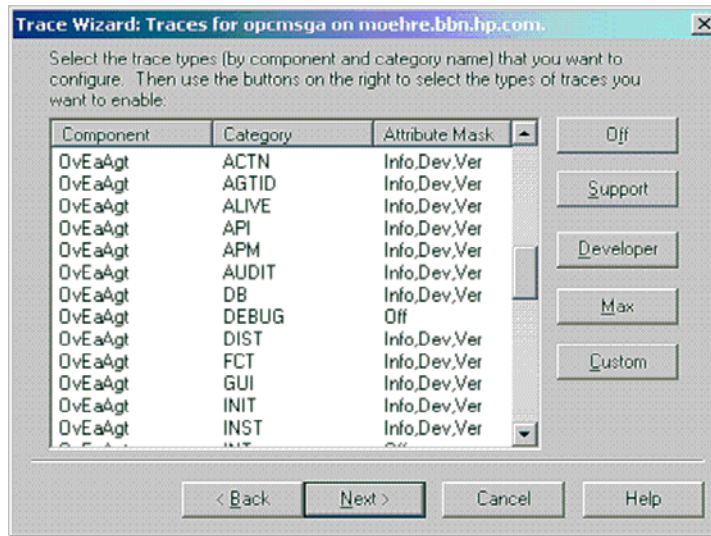 Trace Wizard: Traces for opcmsga on moehre.bbn.hp.com.
Select the trace types (by component and category name) that you want to
configure. Then use the buttons on the right to select the types of traces you
want to enable:
Component Category Attribute Mask
OvEaAgt ACTN Info,Dev,Ver
OvEaAgt AGTID Info,Dev,Ver
OvEaAgt ALIVE Info,Dev,Ver
OvEaAgt API Info,Dev,Ver
OvEaAgt APM Info,Dev,Ver
OvEaAgt AUDIT Info,Dev,Ver
OvEaAgt DB Info,Dev,Ver
OvEaAgt DEBUG Off
OvEaAgt DIST Info,Dev,Ver
OvEaAgt FCT Info,Dev,Ver
OvEaAgt GUI Info,Dev,Ver
OvEaAgt INIT Info,Dev,Ver
OvEaAgt INST Info,Dev,Ver
Off
Support
Developer
Max
Custom
< Back Next > Cancel Help